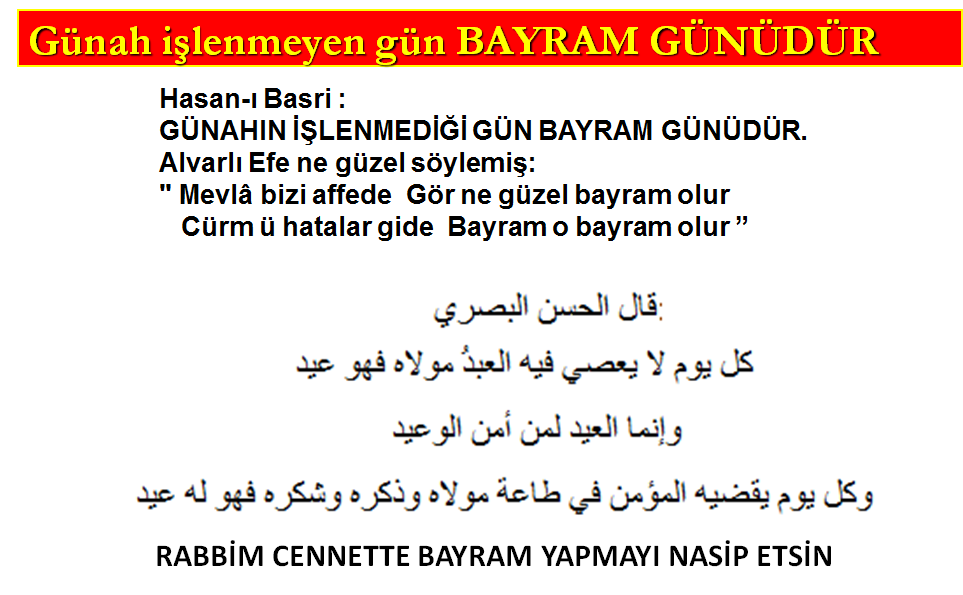 Günah işlenmeyen gün BAYRAM GÜNÜDÜR
Hasan-ı Basri :
GÜNAHIN İŞLENMEDİĞİ GÜN BAYRAM GÜNÜDÜR.
Alvarlı Efe ne güzel söylemiş:
" Mevlâ bizi affede  Gör ne güzel bayram olur
Cürm ü hatalar gide  Bayram o bayram olur ”
قال الحسن البصري:
كل يوم لا يعصي فيه العبدُ مولاه فهو عيد
وإنما العيد لمن أمن الوعيد
وكل يوم يقضيه المؤمن في طاعة مولاه وذكره وشكره فهو له عيد
RABBİM CENNETTE BAYRAM YAPMAYI NASİP ETSİN